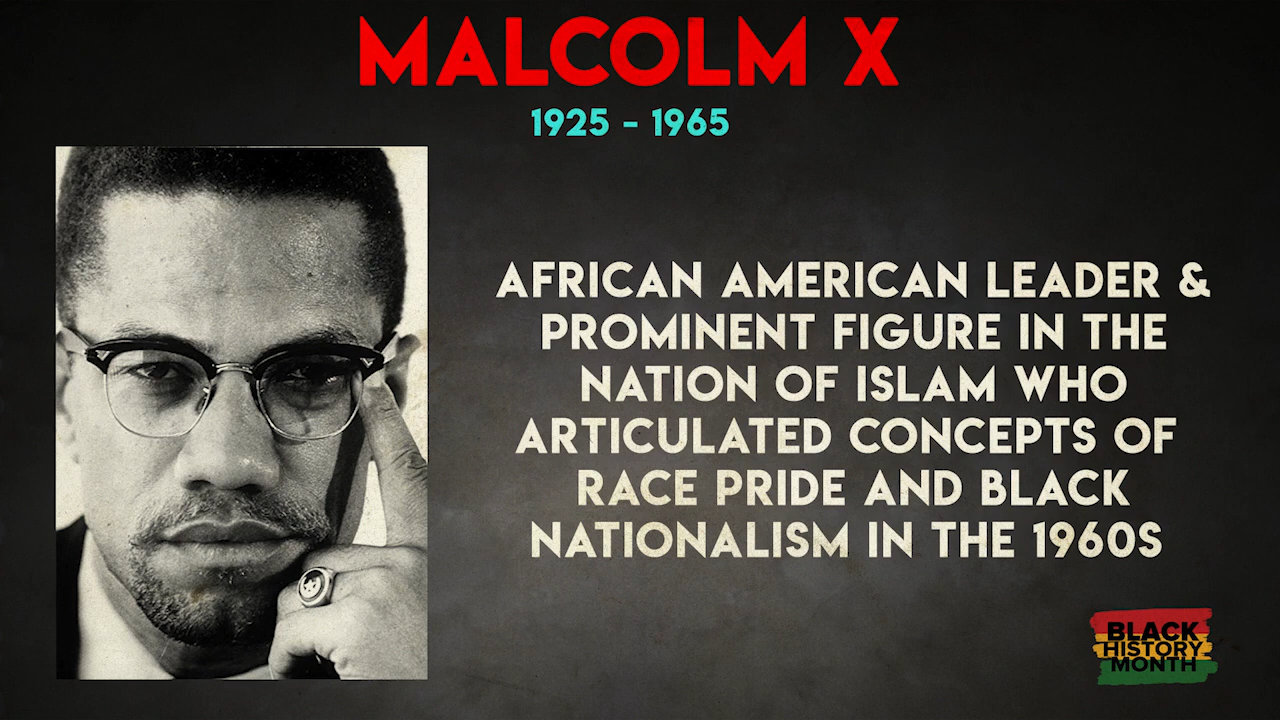 MALCOLM X
1925 - 1965
AFRICAN AMERICAN LEADER &
PROMINENT FIGURE IN THE
NATION OF ISLAM WHO
ARTICULATED CONCEPTS OF
RACE PRIDE AND BLACK
NATIONALISM IN THE 1960S
BLACK
HISTORY
MONTH